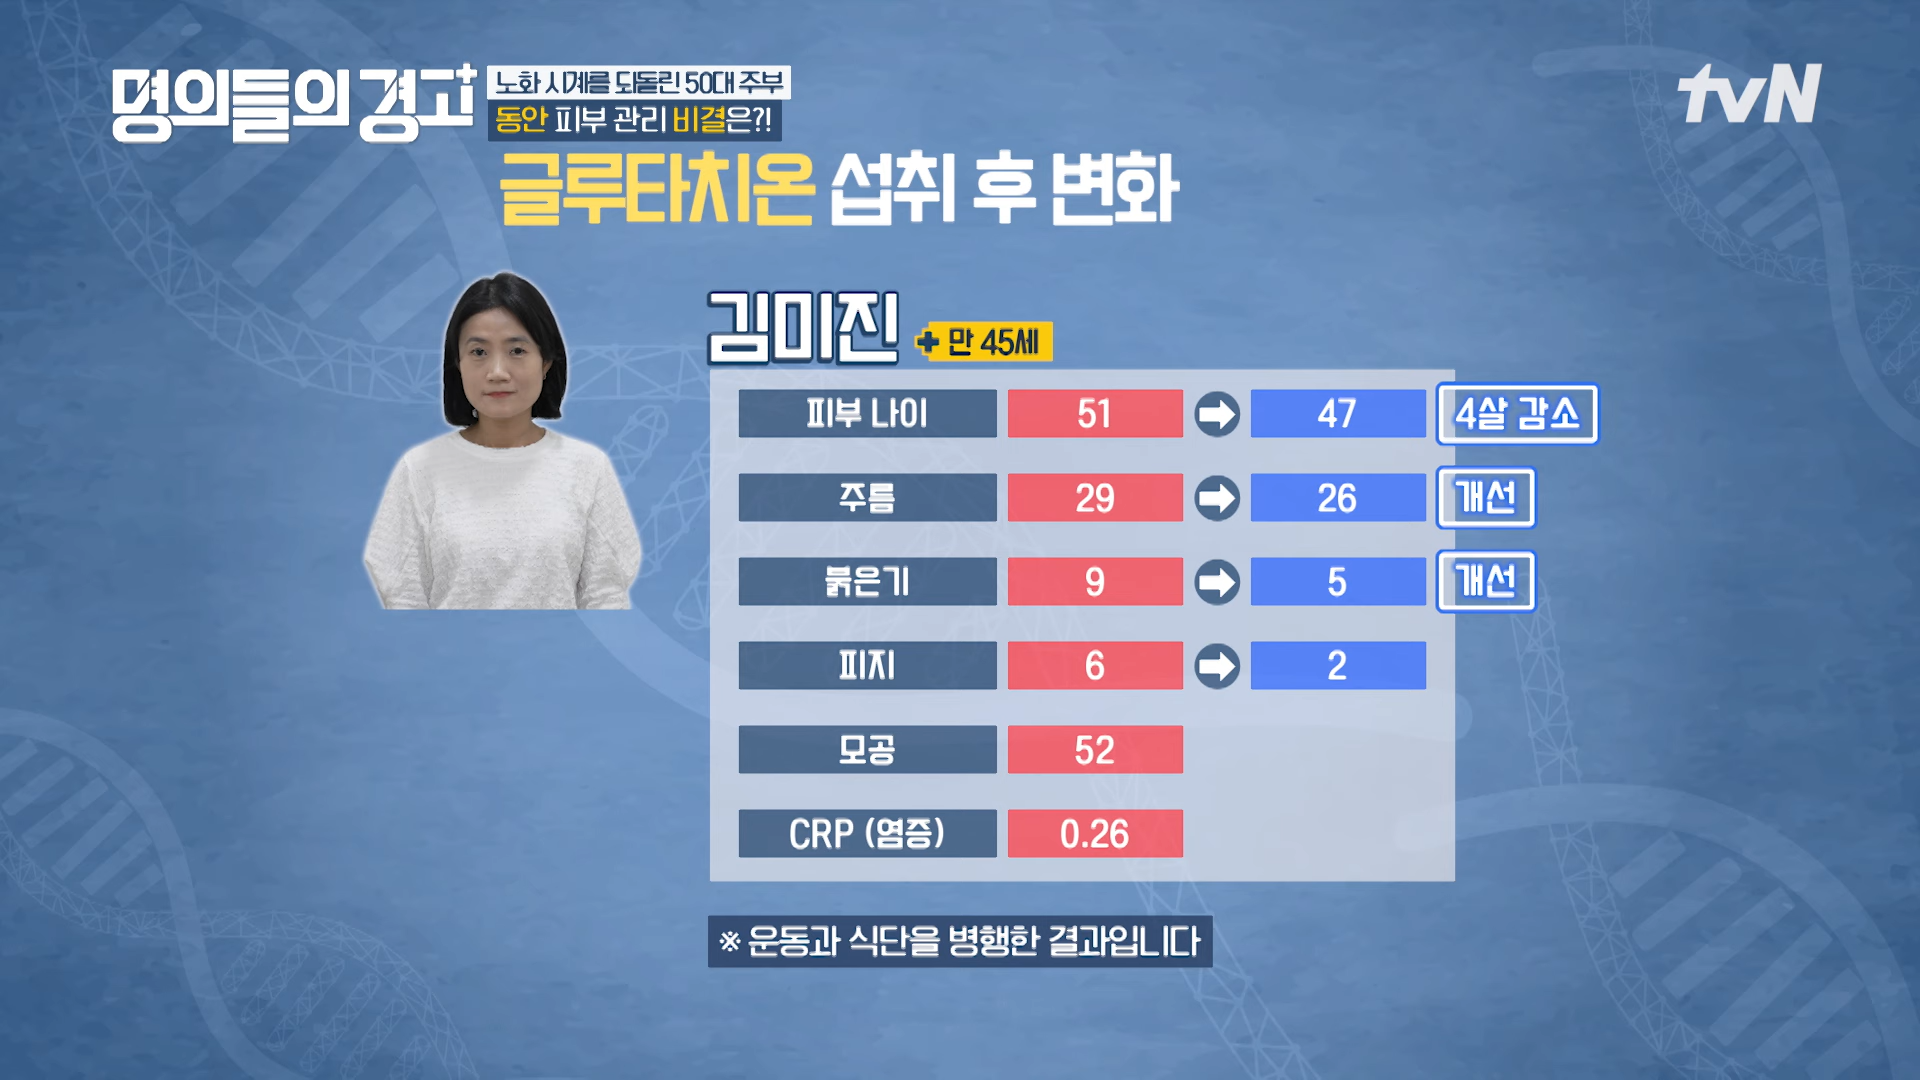 명의들의 경고+
노화 시계를 되돌린 50대 주부
동안 피부 관리 비결은?!
tvN
글루타치온 섭취 후 변화
김미진 + 만 45세
피부 나이 51 → 47 4살 감소
주름 29 → 26 개선
붉은기 9 → 5 개선
피지 6 → 2
모공 52
CRP (염증) 0.26
※ 운동과 식단을 병행한 결과입니다